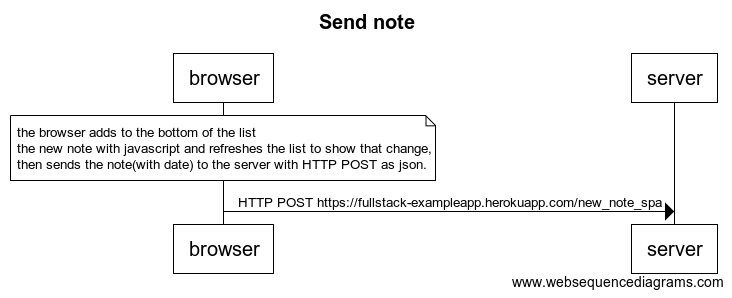 Send note
browser
server
the browser adds to the bottom of the list
the new note with javascript and refreshes the list to show that change,
then sends the note(with date) to the server with HTTP POST as json.
HTTP POST https://fullstack-exampleapp.herokuapp.com/new_note_spa
browser
server
www.websequencediagrams.com